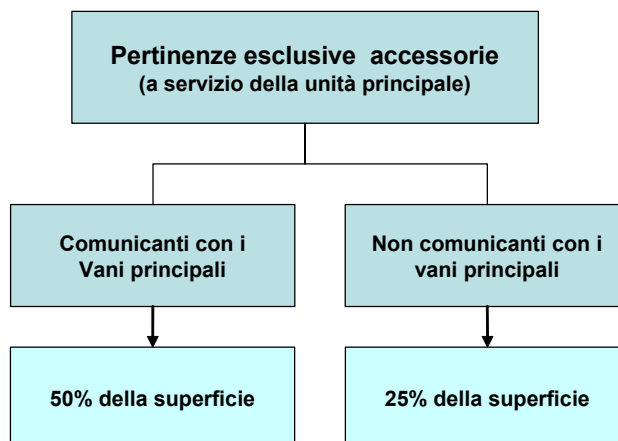 Pertinenze esclusive accessorie
(a servizio della unità principale)
Comunicanti con i
Vani principali
Non comunicanti con i
vani principali
50% della superficie
25% della superficie